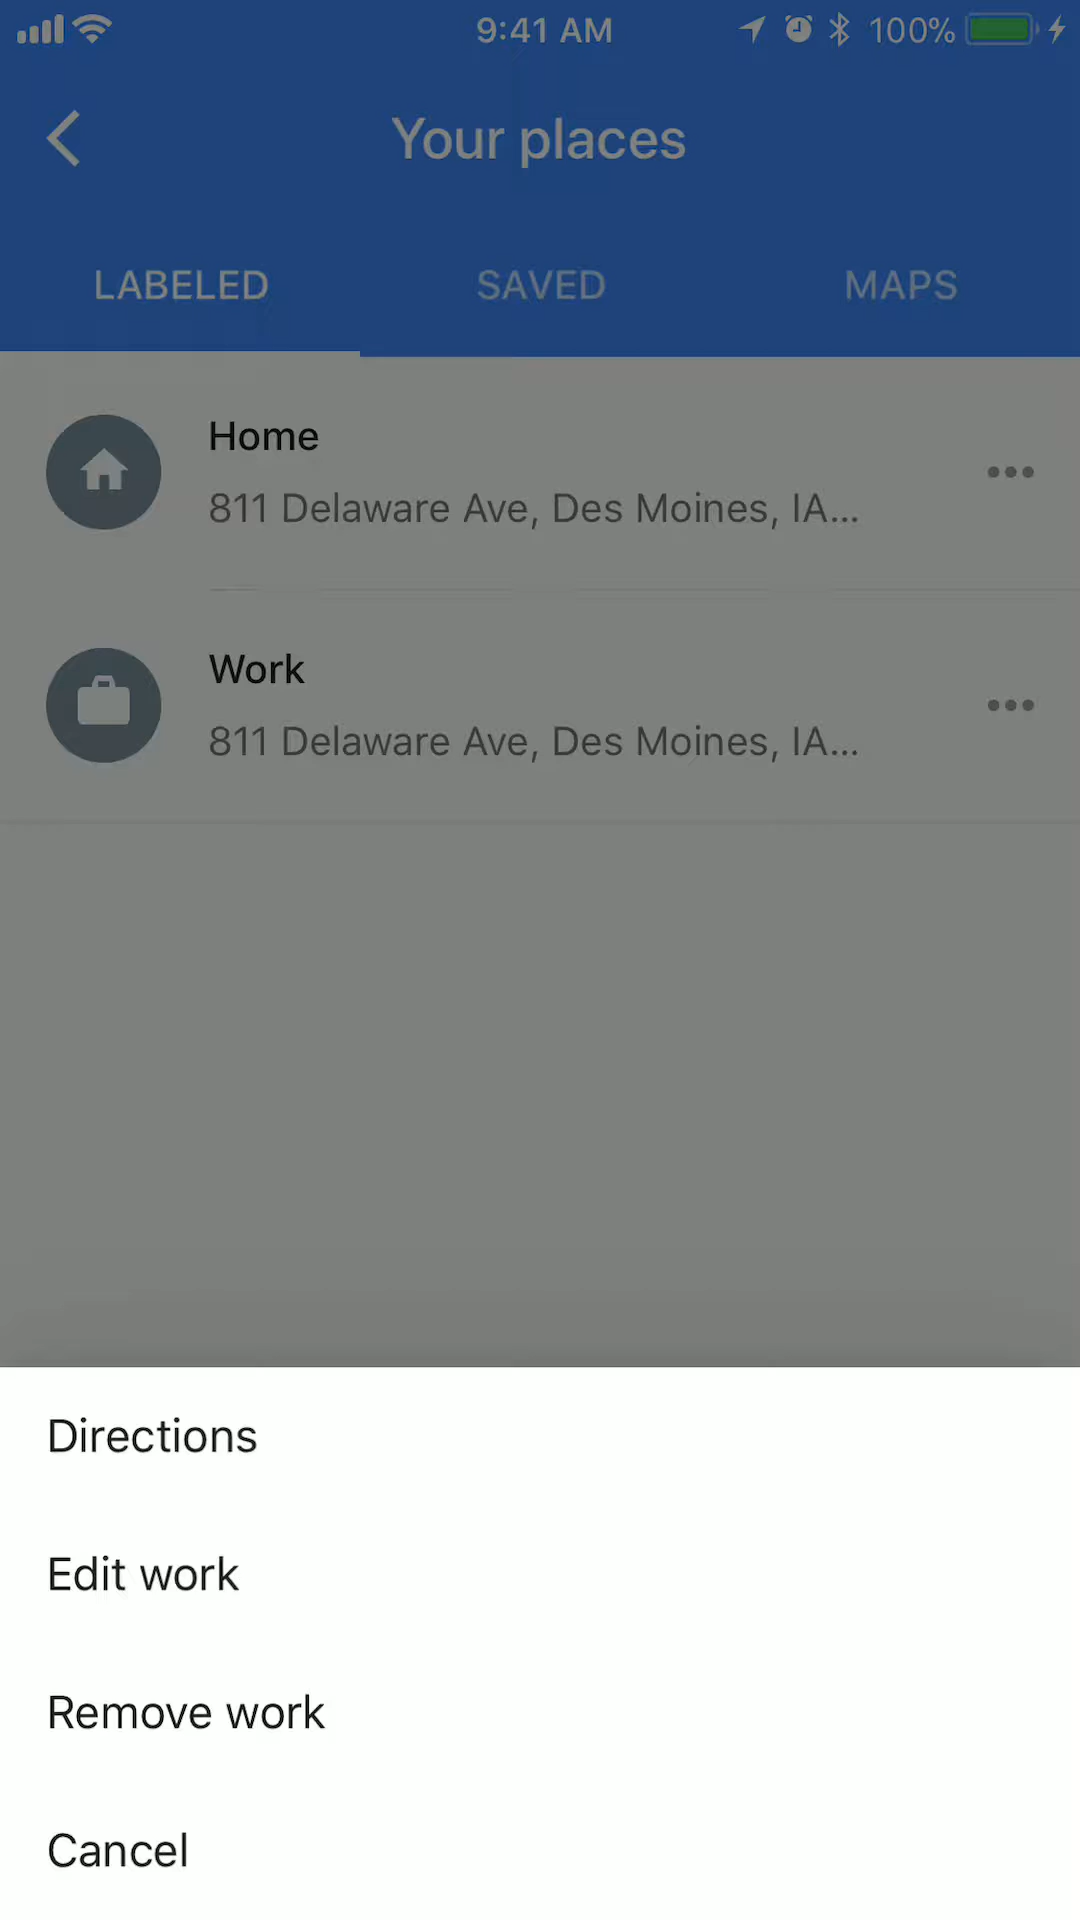 9:41 AM 100%
Your places
LABELED SAVED MAPS
Home
811 Delaware Ave, Des Moines, IA...
Work
811 Delaware Ave, Des Moines, IA...
Directions
Edit work
Remove work
Cancel